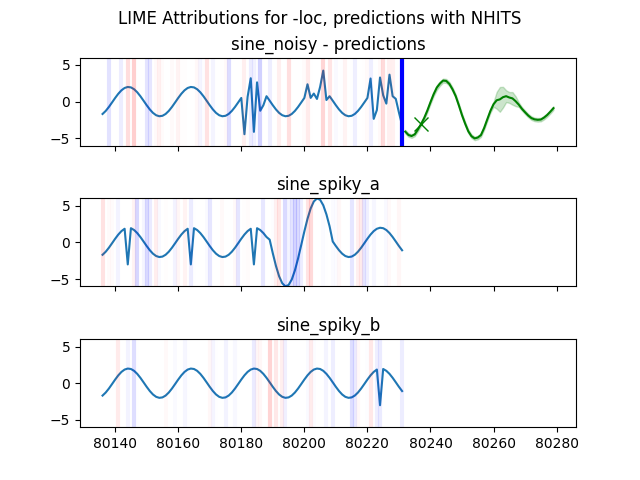 LIME Attributions for -loc, predictions with NHITS
sine_noisy - predictions
5
0
−5
sine_spiky_a
5
0
−5
sine_spiky_b
5
0
−5
80140 80160 80180 80200 80220 80240 80260 80280